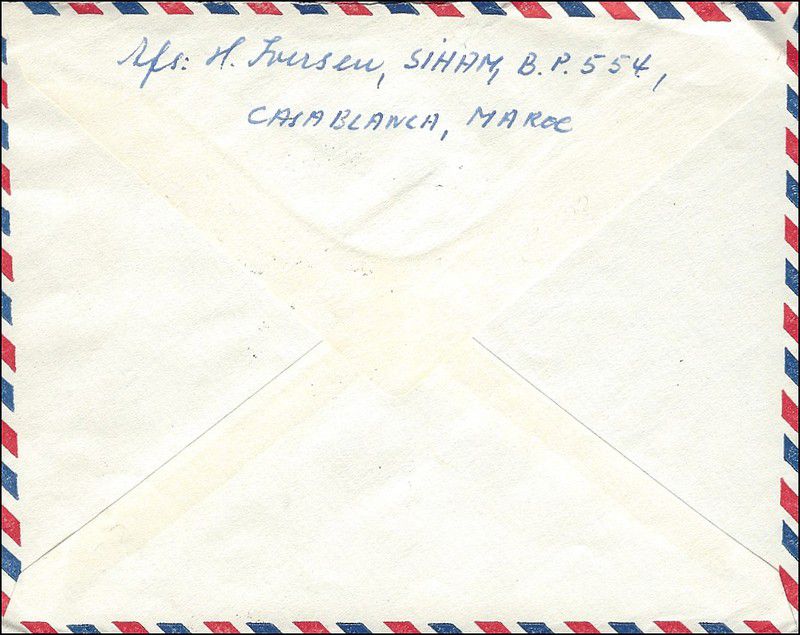 Afs: H. Iversen, SIHAM, B.P. 554,
CASABLANCA, MAROC